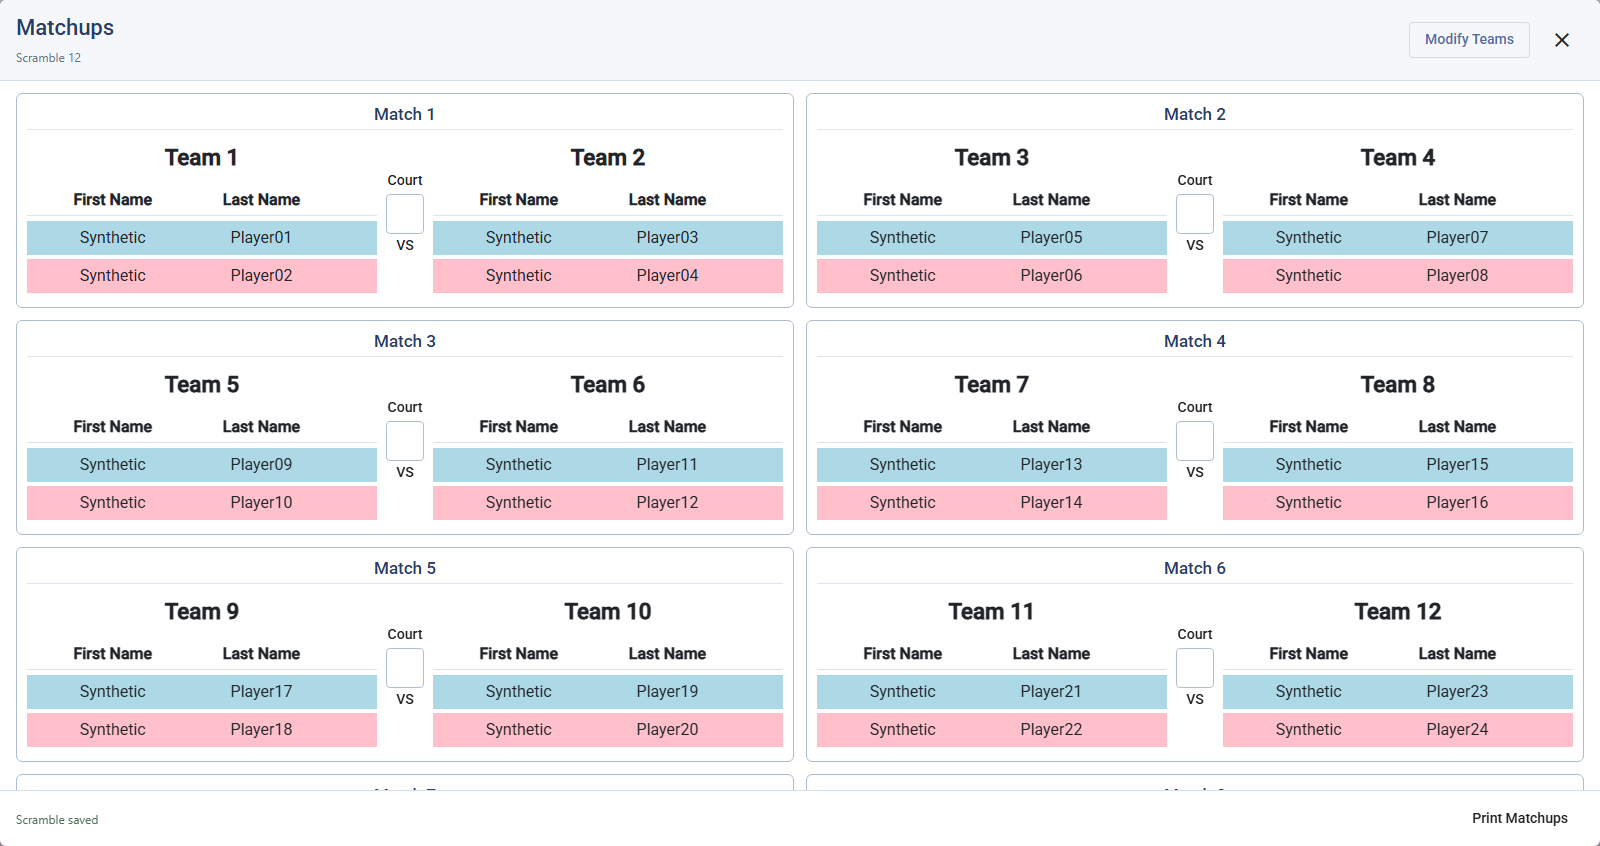 Matchups
Scramble 12
Modify Teams
Match 1
Team 1
First Name Last Name
Synthetic Player01
Synthetic Player02
Court
VS
Team 2
First Name Last Name
Synthetic Player03
Synthetic Player04
Match 2
Team 3
First Name Last Name
Synthetic Player05
Synthetic Player06
Court
VS
Team 4
First Name Last Name
Synthetic Player07
Synthetic Player08
Match 3
Team 5
First Name Last Name
Synthetic Player09
Synthetic Player10
Court
VS
Team 6
First Name Last Name
Synthetic Player11
Synthetic Player12
Match 4
Team 7
First Name Last Name
Synthetic Player13
Synthetic Player14
Court
VS
Team 8
First Name Last Name
Synthetic Player15
Synthetic Player16
Match 5
Team 9
First Name Last Name
Synthetic Player17
Synthetic Player18
Court
VS
Team 10
First Name Last Name
Synthetic Player19
Synthetic Player20
Match 6
Team 11
First Name Last Name
Synthetic Player21
Synthetic Player22
Court
VS
Team 12
First Name Last Name
Synthetic Player23
Synthetic Player24
Scramble saved
Print Matchups